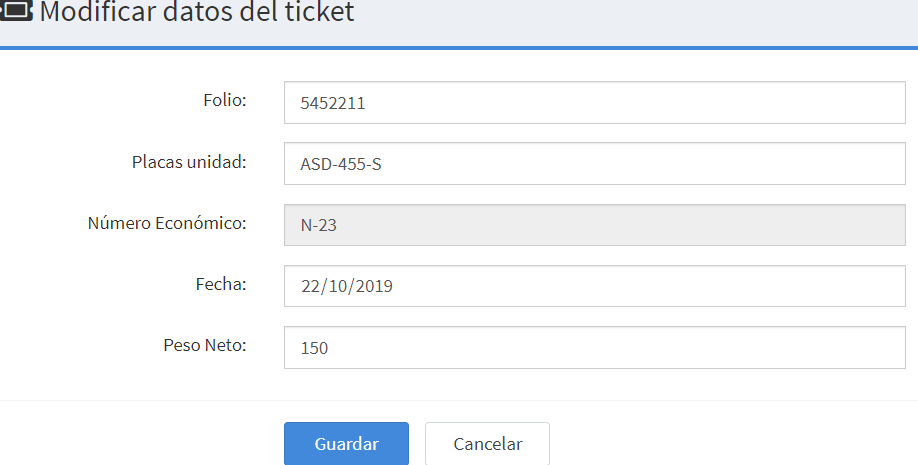 Modificar datos del ticket
Folio: 5452211
Placas unidad: ASD-455-S
Número Económico: N-23
Fecha: 22/10/2019
Peso Neto: 150
Guardar Cancelar